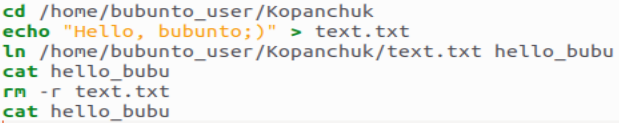 cd /home/bubunto_user/Kopanchuk
echo "Hello, bubunto;)" > text.txt
ln /home/bubunto_user/Kopanchuk/text.txt hello_bubu
cat hello_bubu
rm -r text.txt
cat hello_bubu